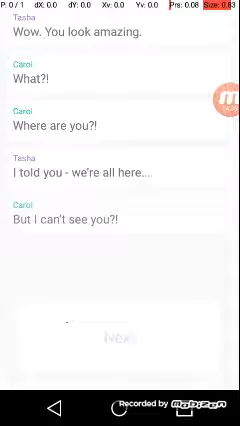 P: 0 / 1 dX: 0.0 dY: 0.0 Xv: 0.0 Yv: 0.0 Prs: 0.08 Size: 0.63
Tasha
Wow. You look amazing.
Carol
What?!
Carol
Where are you?!
Tasha
I told you - we're all here....
Carol
But I can't see you?!
Next
Recorded by mobizen